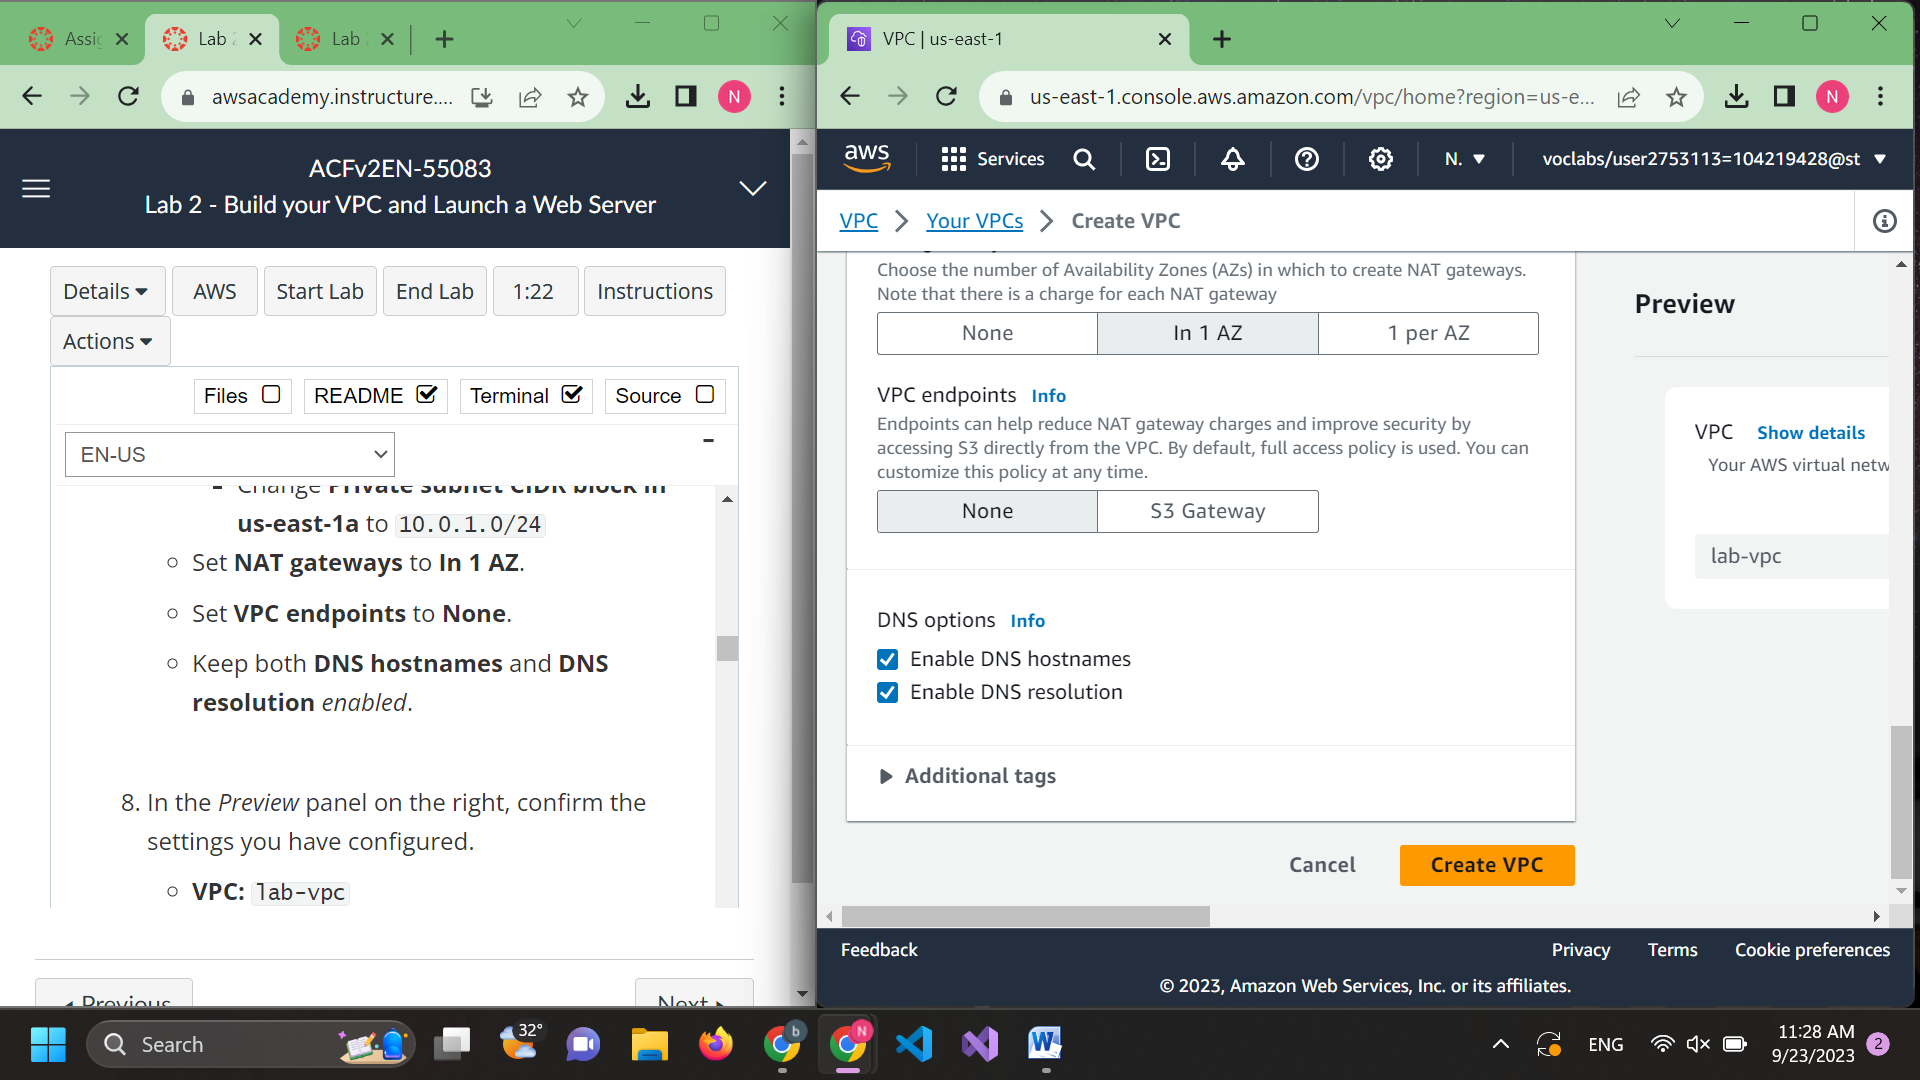 Assig
Lab 2
Lab
awsacademy.instructure....
N
ACFv2EN-55083
Lab 2 - Build your VPC and Launch a Web Server
Details
AWS
Start Lab
End Lab
1:22
Instructions
Actions
Files
README
Terminal
Source
EN-US
Change Private subnet CIDR block in
us-east-1a to 10.0.1.0/24
Set NAT gateways to In 1 AZ.
Set VPC endpoints to None.
Keep both DNS hostnames and DNS
resolution enabled.
8. In the Preview panel on the right, confirm the
settings you have configured.
VPC: lab-vpc
Previous
Next
VPC | us-east-1
us-east-1.console.aws.amazon.com/vpc/home?region=us-e...
N
aws
Services
N.
voclabs/user2753113=104219428@st
VPC
Your VPCs
Create VPC
Choose the number of Availability Zones (AZs) in which to create NAT gateways.
Note that there is a charge for each NAT gateway
None
In 1 AZ
1 per AZ
VPC endpoints Info
Endpoints can help reduce NAT gateway charges and improve security by
accessing S3 directly from the VPC. By default, full access policy is used. You can
customize this policy at any time.
None
S3 Gateway
DNS options Info
Enable DNS hostnames
Enable DNS resolution
Additional tags
Cancel
Create VPC
Preview
VPC Show details
Your AWS virtual netw
lab-vpc
Feedback
Privacy
Terms
Cookie preferences
© 2023, Amazon Web Services, Inc. or its affiliates.
Search
32°
b
N
W
ENG
11:28 AM
9/23/2023
2